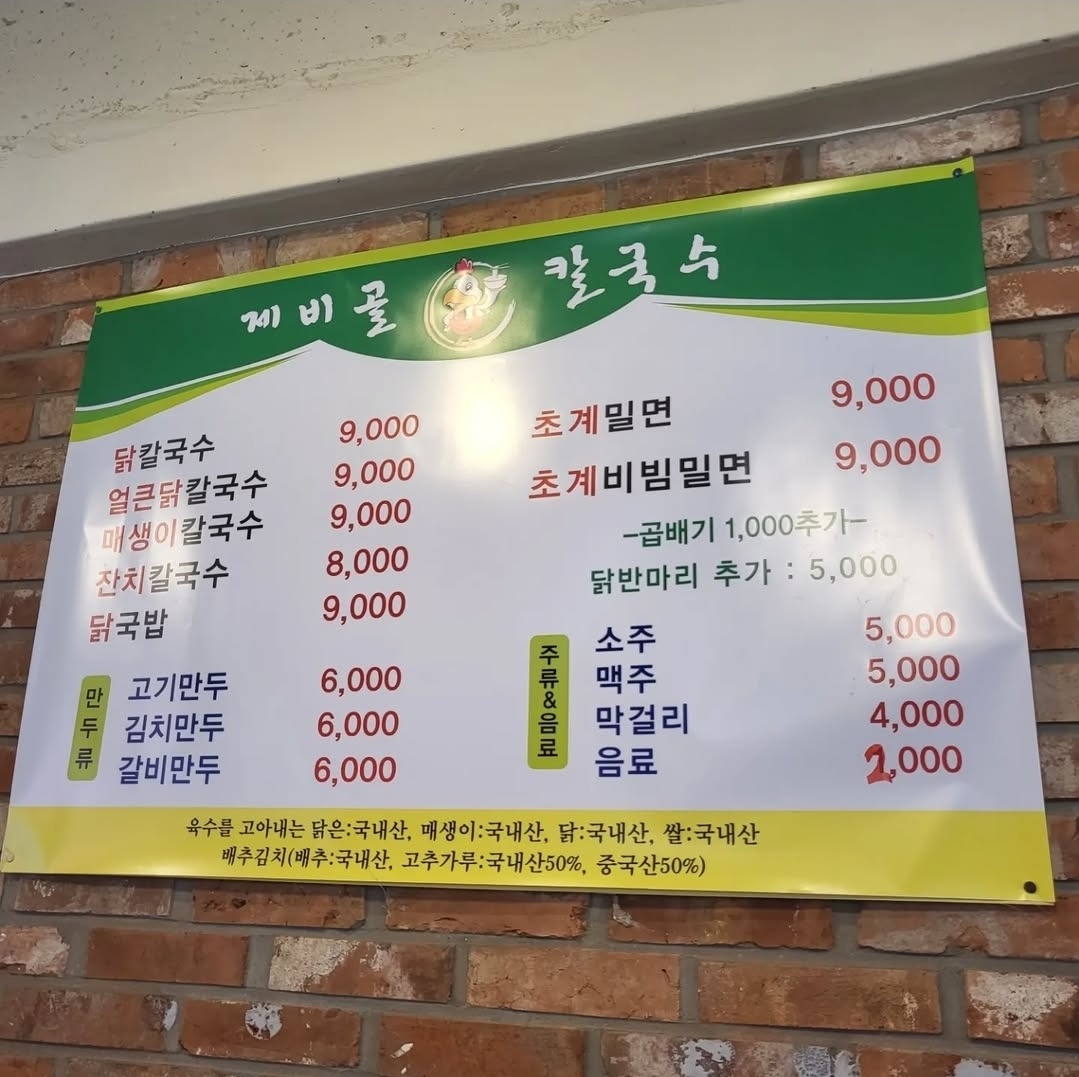 제비골 칼국수
닭칼국수 9,000
얼큰닭칼국수 9,000
매생이칼국수 9,000
잔치칼국수 8,000
닭국밥 9,000
만두류
고기만두 6,000
김치만두 6,000
갈비만두 6,000
초계밀면 9,000
초계비빔밀면 9,000
-곱배기 1,000추가-
닭반마리 추가 : 5,000
주류&음료
소주 5,000
맥주 5,000
막걸리 4,000
음료 2,000
육수를 고아내는 닭은:국내산, 매생이:국내산, 닭:국내산, 쌀:국내산
배추김치(배추:국내산, 고추가루:국내산50%, 중국산50%)